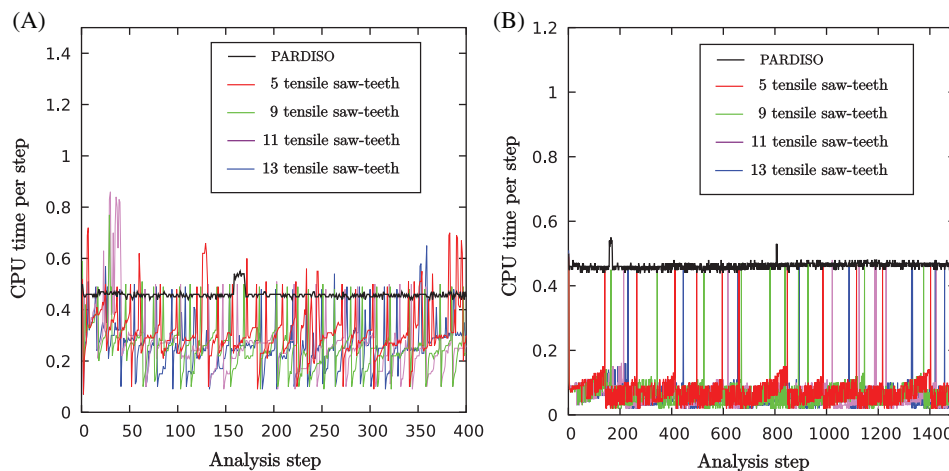 (A)
1.4
1.2
1
0.8
0.6
0.4
0.2
0
CPU time per step
PARDISO
5 tensile saw-teeth
9 tensile saw-teeth
11 tensile saw-teeth
13 tensile saw-teeth
0 50 100 150 200 250 300 350 400
Analysis step
(B)
1.2
1
0.8
0.6
0.4
0.2
0
CPU time per step
PARDISO
5 tensile saw-teeth
9 tensile saw-teeth
11 tensile saw-teeth
13 tensile saw-teeth
0 200 400 600 800 1000 1200 1400
Analysis step